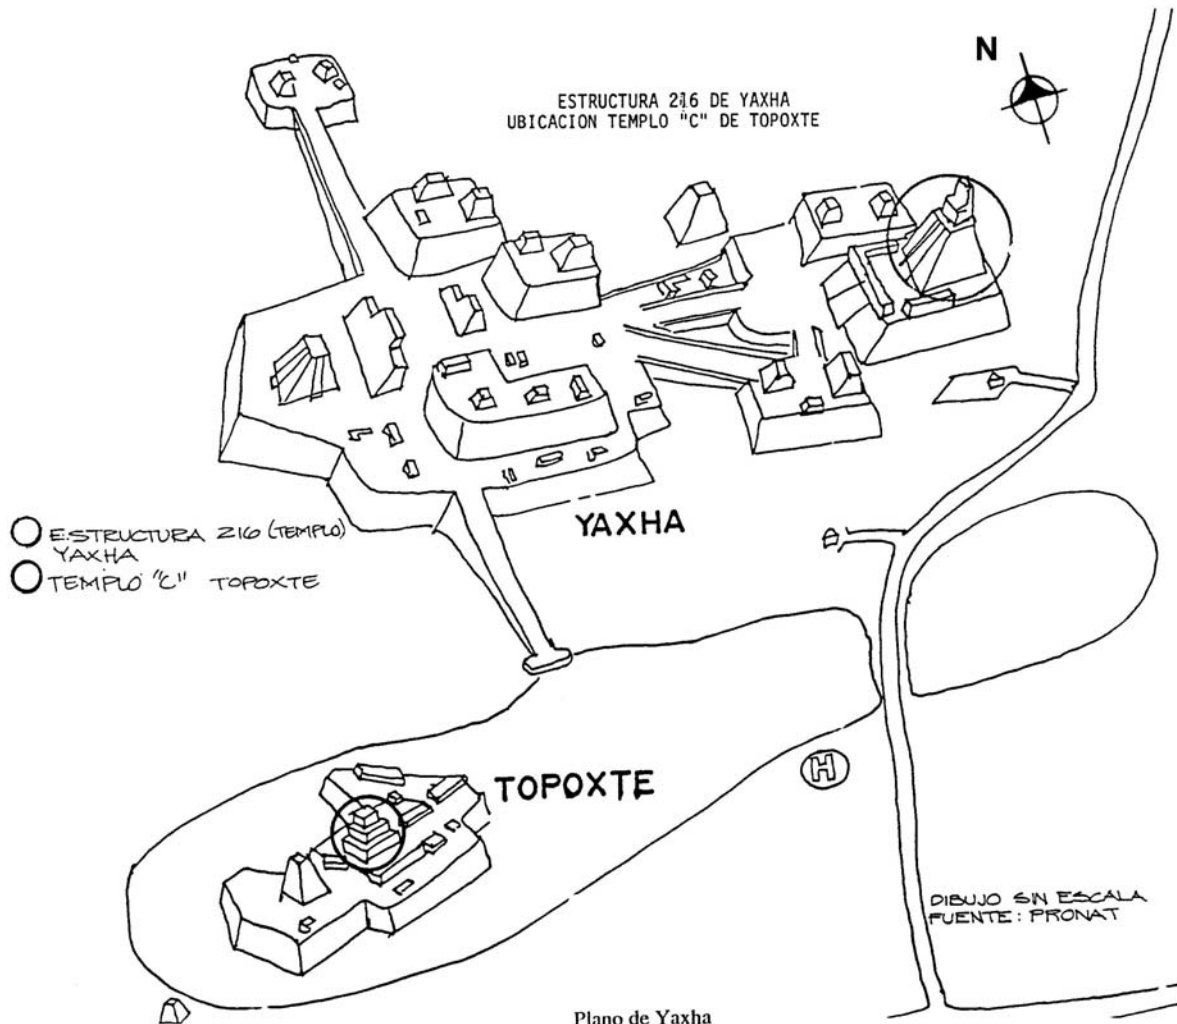 N
ESTRUCTURA 216 DE YAXHA
UBICACION TEMPLO "C" DE TOPOXTE
YAXHA
ESTRUCTURA 216 (TEMPLO)
YAXHA
TEMPLO "C" TOPOXTE
TOPOXTE
H
DIBUJO SIN ESCALA
FUENTE: PRONAT
Plano de Yaxha